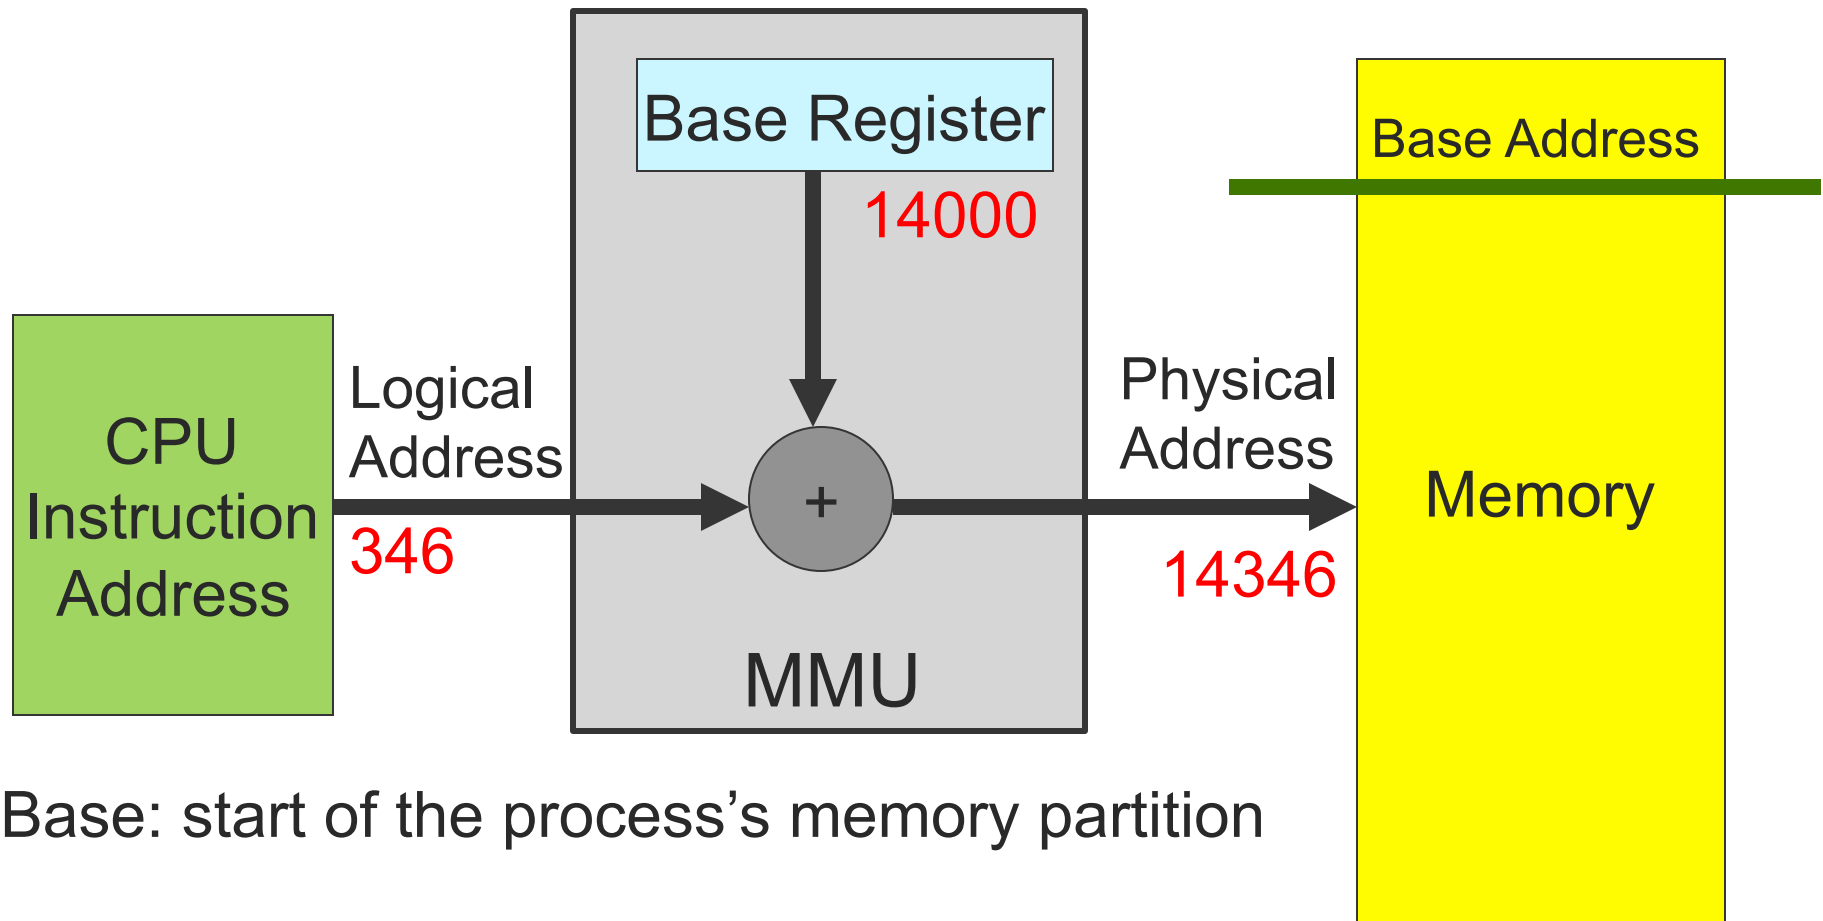 Base Register
14000
Base Address
CPU
Instruction
Address
Logical
Address
346
+
Physical
Address
14346
Memory
MMU
Base: start of the process’s memory partition